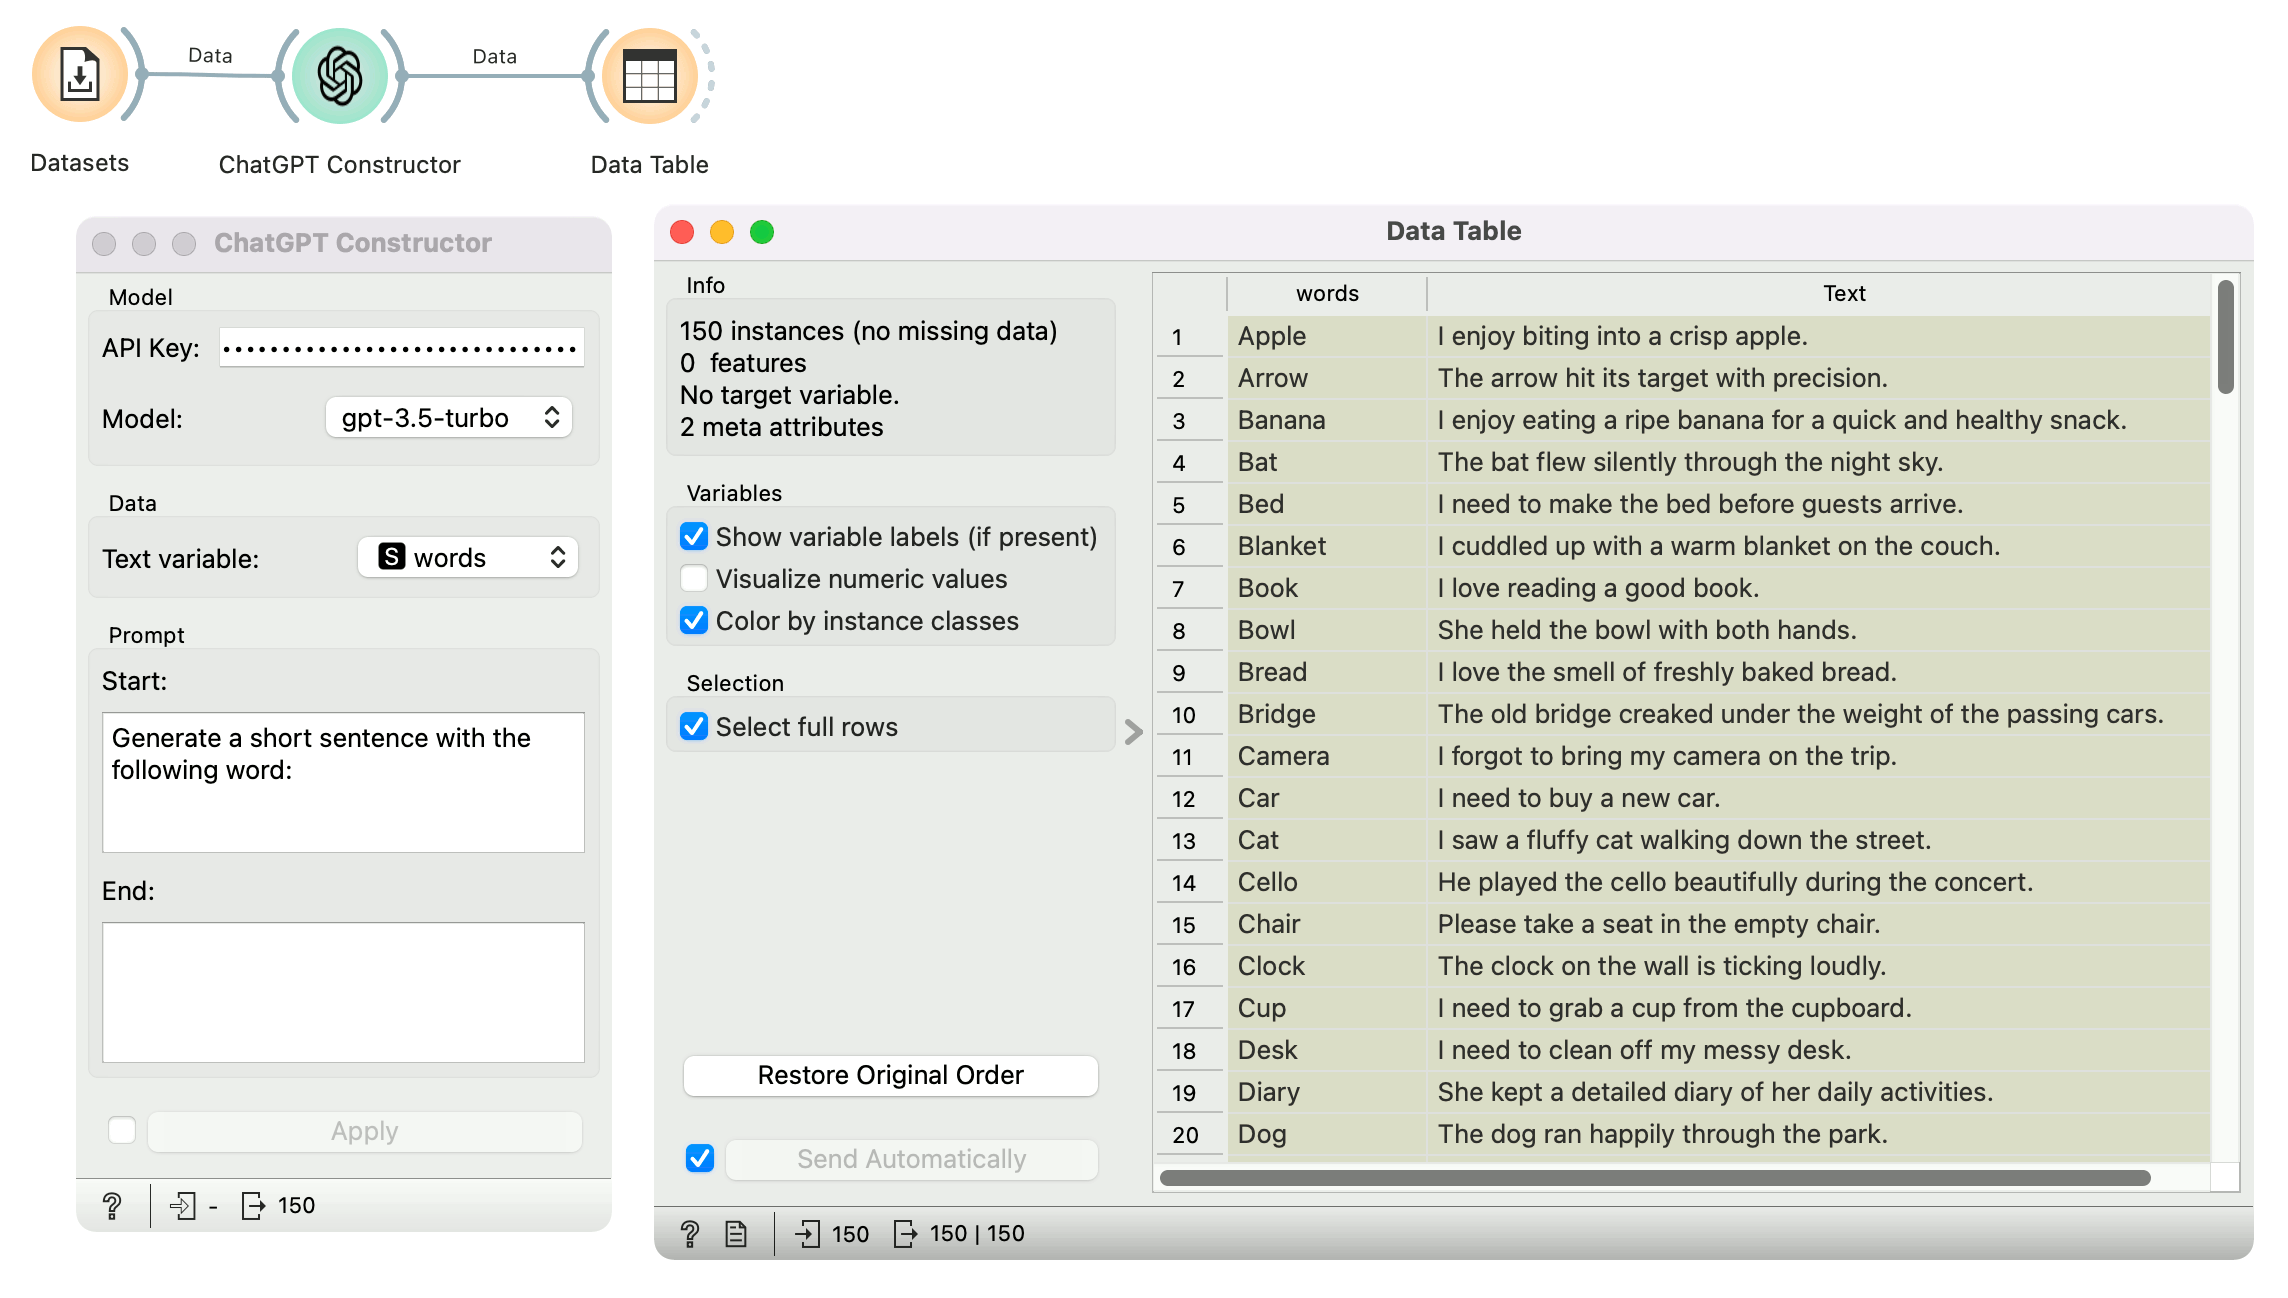 Data
Data
Datasets
ChatGPT Constructor
Data Table
ChatGPT Constructor
Model
API Key: ••••••••••••••••••••••••••••••
Model: gpt-3.5-turbo
Data
Text variable: S words
Prompt
Start:
Generate a short sentence with the
following word:
End:
Apply
? - 150
Data Table
Info
150 instances (no missing data)
0 features
No target variable.
2 meta attributes
Variables
Show variable labels (if present)
Visualize numeric values
Color by instance classes
Selection
Select full rows
Restore Original Order
Send Automatically
words Text
1 Apple I enjoy biting into a crisp apple.
2 Arrow The arrow hit its target with precision.
3 Banana I enjoy eating a ripe banana for a quick and healthy snack.
4 Bat The bat flew silently through the night sky.
5 Bed I need to make the bed before guests arrive.
6 Blanket I cuddled up with a warm blanket on the couch.
7 Book I love reading a good book.
8 Bowl She held the bowl with both hands.
9 Bread I love the smell of freshly baked bread.
10 Bridge The old bridge creaked under the weight of the passing cars.
11 Camera I forgot to bring my camera on the trip.
12 Car I need to buy a new car.
13 Cat I saw a fluffy cat walking down the street.
14 Cello He played the cello beautifully during the concert.
15 Chair Please take a seat in the empty chair.
16 Clock The clock on the wall is ticking loudly.
17 Cup I need to grab a cup from the cupboard.
18 Desk I need to clean off my messy desk.
19 Diary She kept a detailed diary of her daily activities.
20 Dog The dog ran happily through the park.
? 150 150 | 150